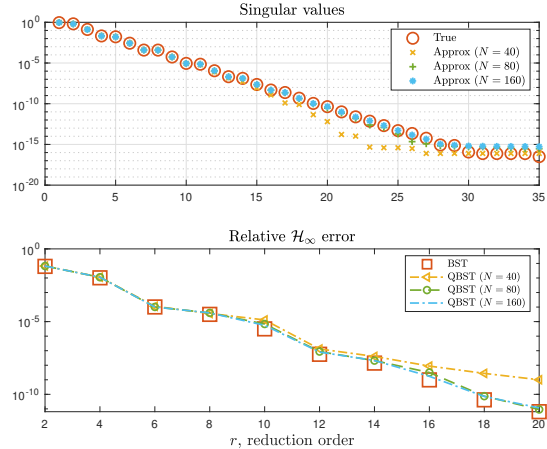 Singular values
10^0
10^-5
10^-10
10^-15
10^-20
True
Approx (N = 40)
Approx (N = 80)
Approx (N = 160)
0 5 10 15 20 25 30 35
Relative H∞ error
10^0
10^-5
10^-10
BST
QBST (N = 40)
QBST (N = 80)
QBST (N = 160)
2 4 6 8 10 12 14 16 18 20
r, reduction order